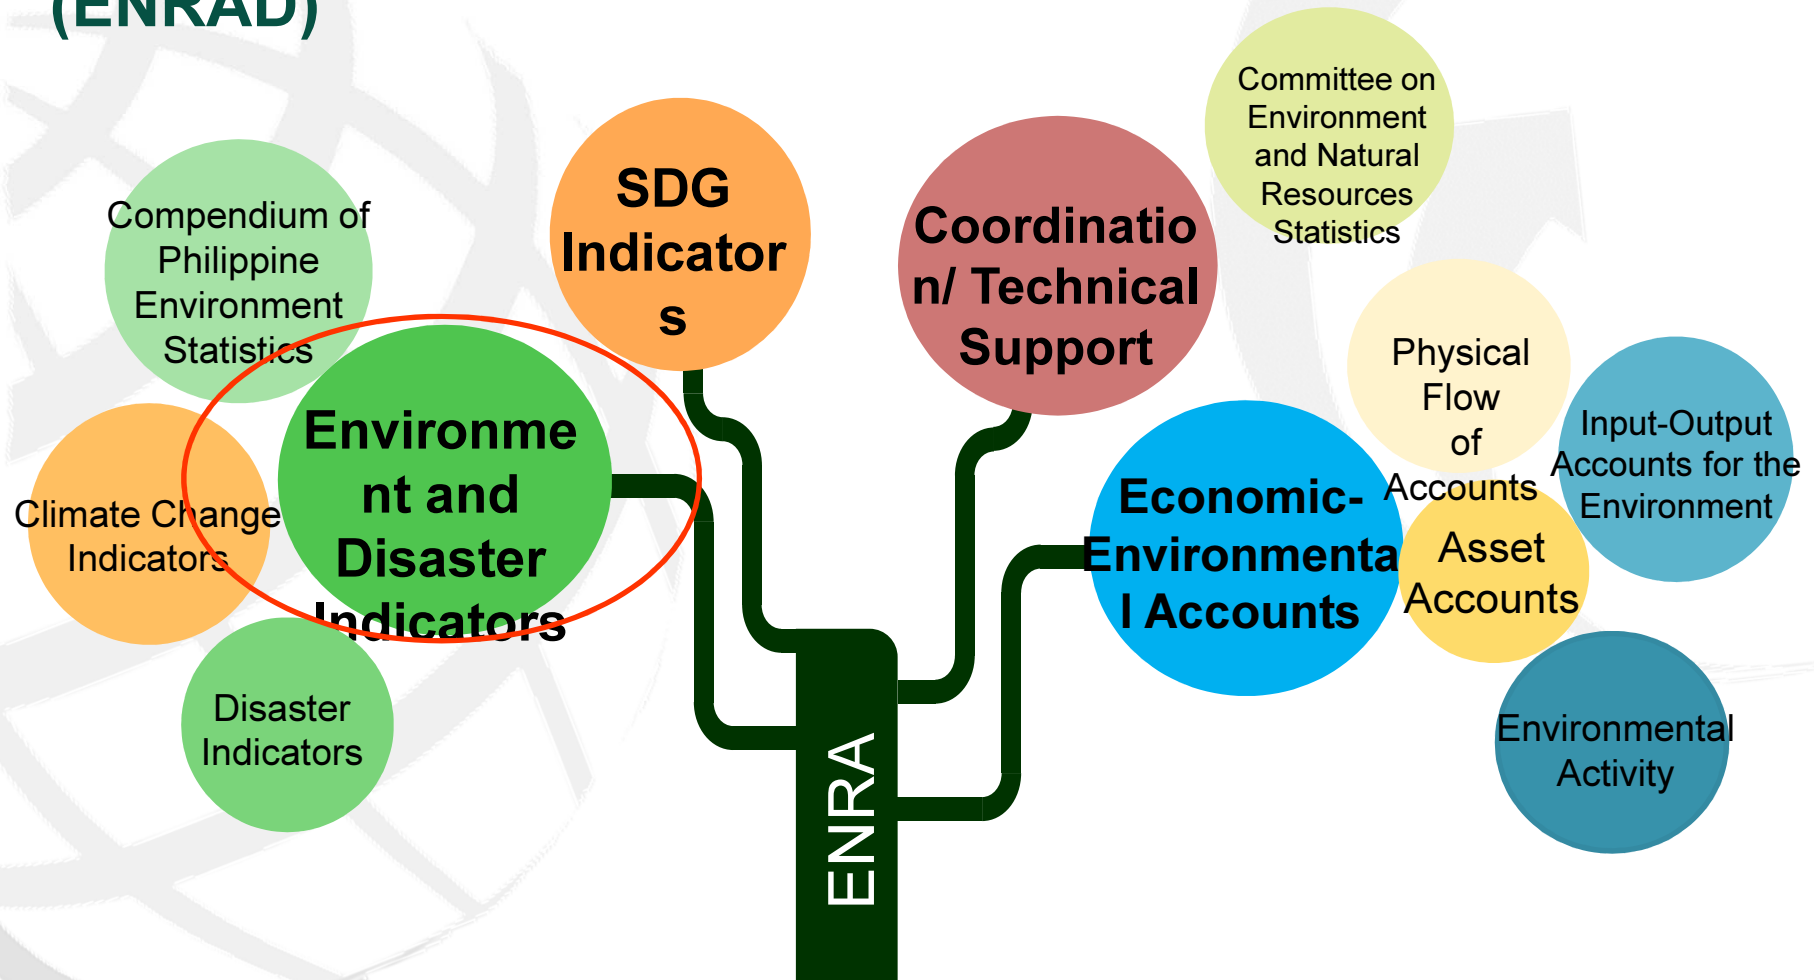 (ENRAD)
Compendium of
Philippine
Environment
Statistics
Climate Change
Indicators
Environme
nt and
Disaster
Indicators
Disaster
Indicators
SDG
Indicator
s
Coordinatio
n/ Technical
Support
Committee on
Environment
and Natural
Resources
Statistics
Economic-
Environmenta
l Accounts
Physical
Flow
of
Accounts
Input-Output
Accounts for the
Environment
Asset
Accounts
Environmental
Activity
ENRA